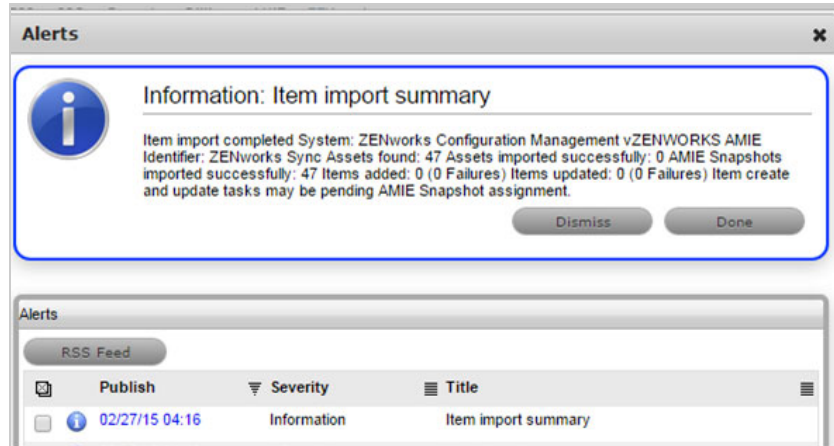 Alerts
Information: Item import summary
Item import completed System: ZENworks Configuration Management vZENWORKS AMIE
Identifier: ZENworks Sync Assets found: 47 Assets imported successfully: 0 AMIE Snapshots
imported successfully: 47 Items added: 0 (0 Failures) Items updated: 0 (0 Failures) Item create
and update tasks may be pending AMIE Snapshot assignment.
Dismiss Done
Alerts
RSS Feed
Publish Severity Title
02/27/15 04:16 Information Item import summary